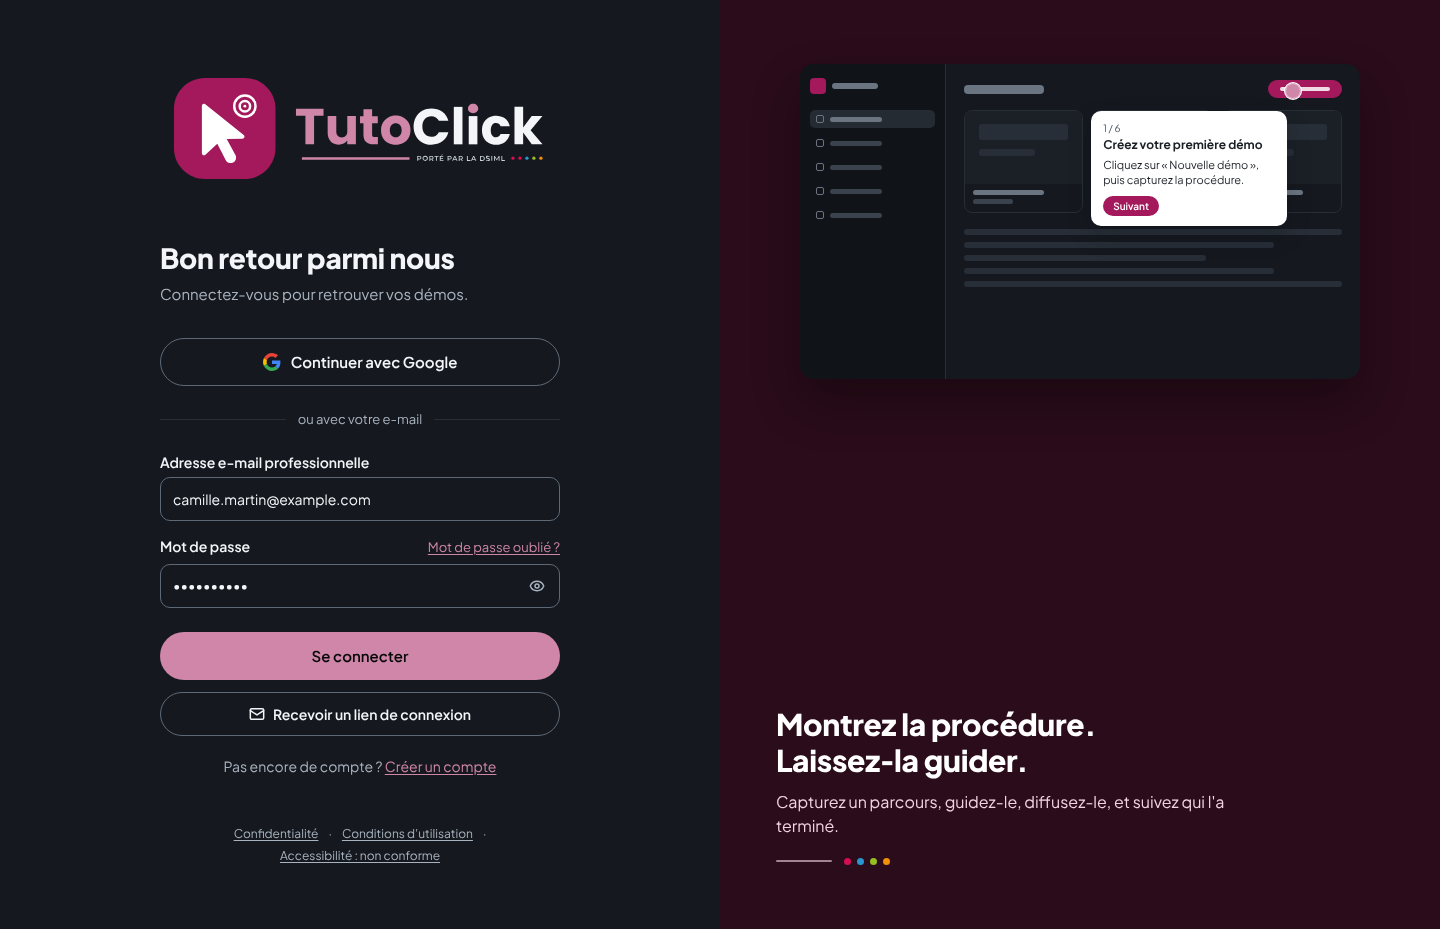 TutoClick
PORTÉ PAR LA DSIML
Bon retour parmi nous
Connectez-vous pour retrouver vos démos.
Continuer avec Google
ou avec votre e-mail
Adresse e-mail professionnelle
camille.martin@example.com
Mot de passe
Mot de passe oublié ?
Se connecter
Recevoir un lien de connexion
Pas encore de compte ? Créer un compte
Confidentialité · Conditions d'utilisation ·
Accessibilité : non conforme
1 / 6
Créez votre première démo
Cliquez sur « Nouvelle démo »,
puis capturez la procédure.
Suivant
Montrez la procédure.
Laissez-la guider.
Capturez un parcours, guidez-le, diffusez-le, et suivez qui l'a
terminé.